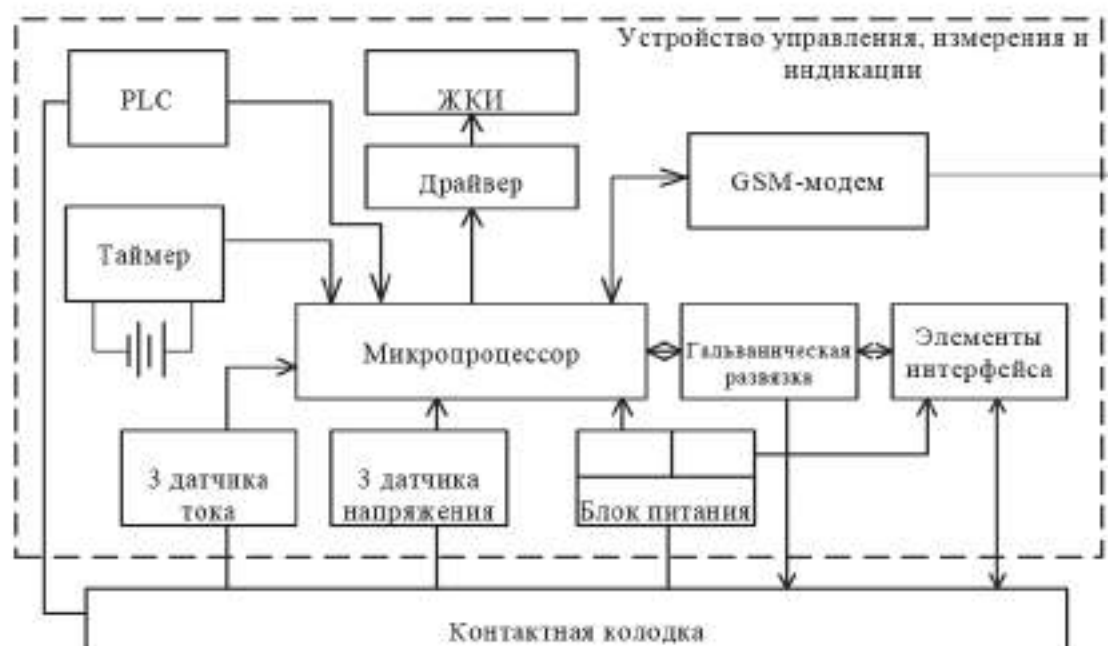 Устройство управления, измерения и
индикации
PLC
ЖКИ
Драйвер
GSM-модем
Таймер
Микропроцессор
Гальваническая
развязка
Элементы
интерфейса
3 датчика
тока
3 датчика
напряжения
Блок питания
Контактная колодка